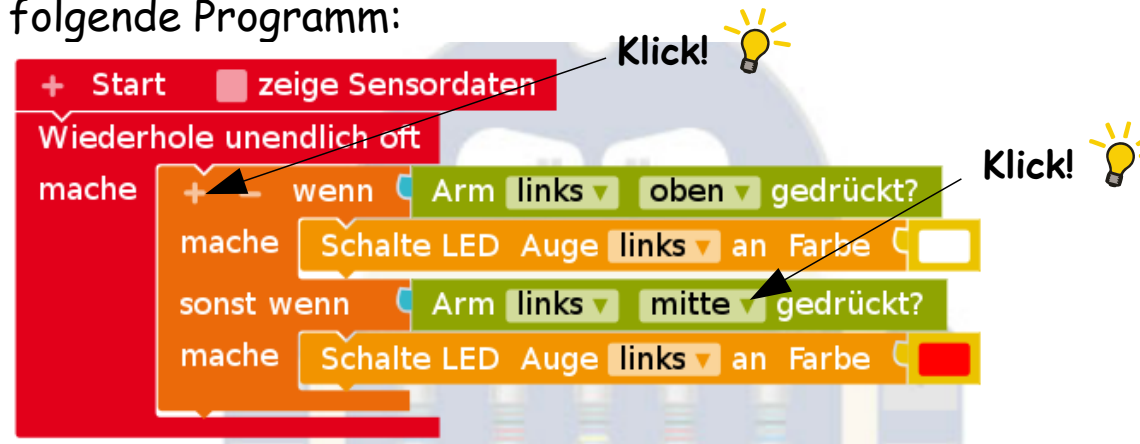 folgende Programm:
Klick!
+ Start zeige Sensordaten
Wiederhole unendlich oft
Klick!
mache + − wenn Arm links ▾ oben ▾ gedrückt?
mache Schalte LED Auge links ▾ an Farbe
sonst wenn Arm links ▾ mitte ▾ gedrückt?
mache Schalte LED Auge links ▾ an Farbe